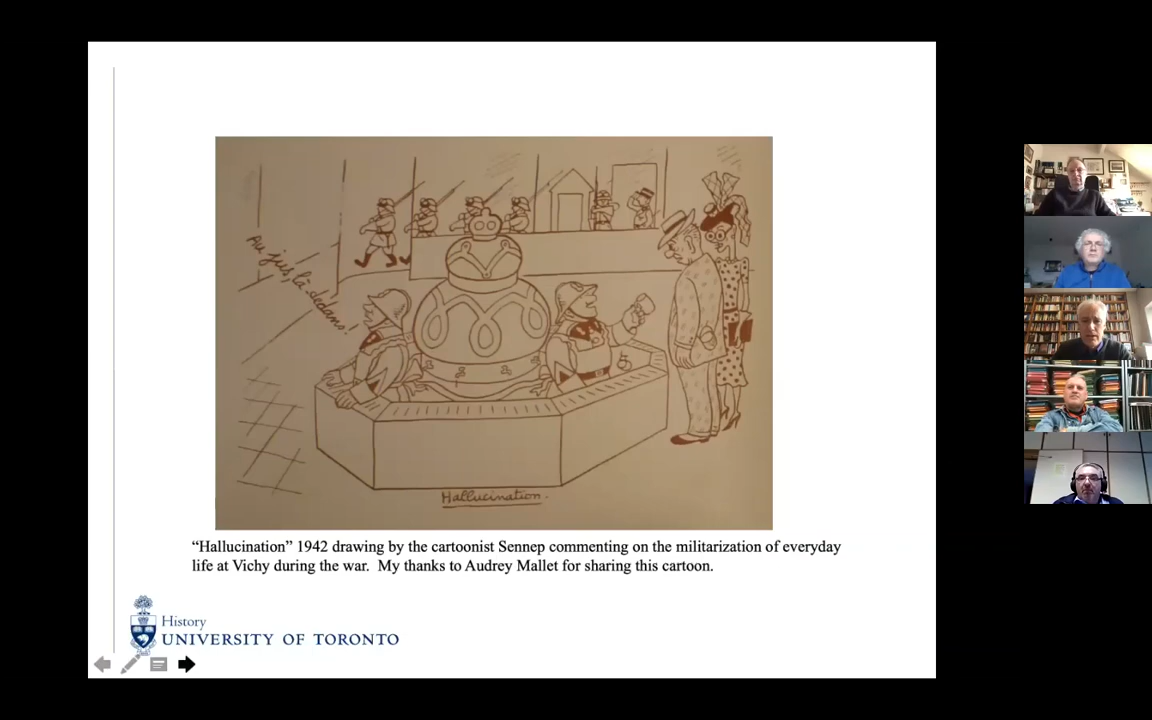 Au jus, là dedans!
Hallucination.
“Hallucination” 1942 drawing by the cartoonist Sennep commenting on the militarization of everyday
life at Vichy during the war.  My thanks to Audrey Mallet for sharing this cartoon.
History
UNIVERSITY OF TORONTO